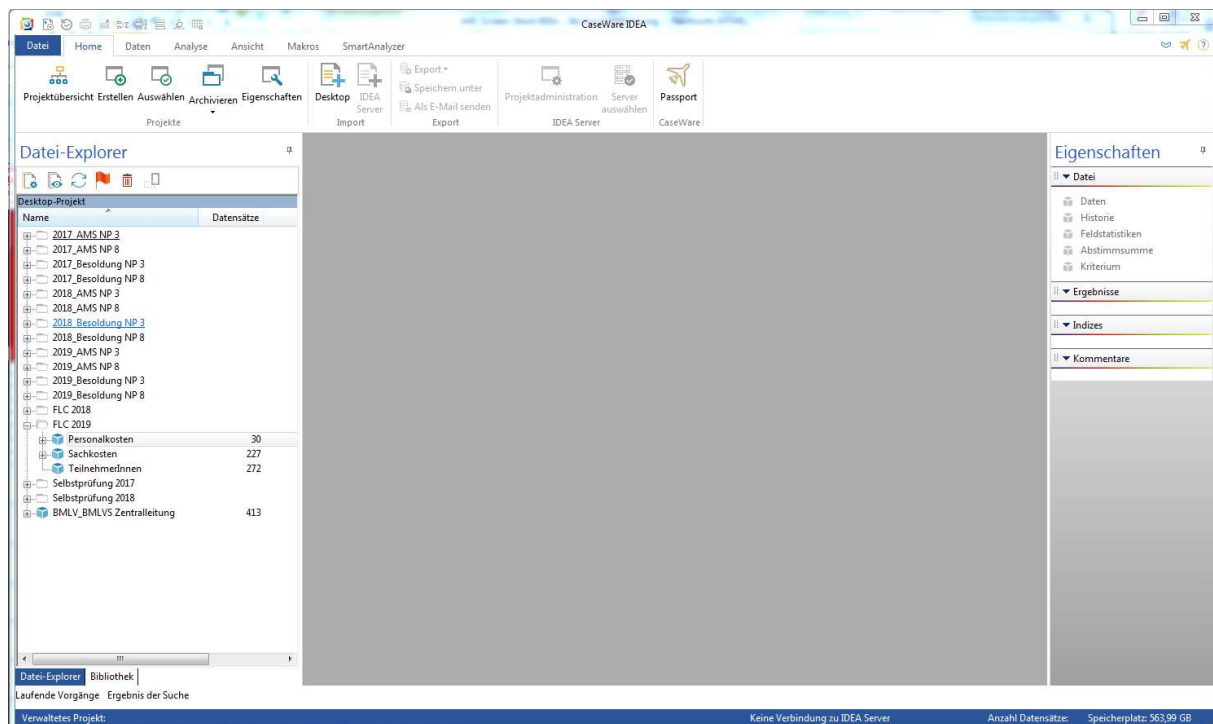 CaseWare IDEA
Datei Home Daten Analyse Ansicht Makros SmartAnalyzer
Projektübersicht Erstellen Auswählen Archivieren Eigenschaften
Projekte
Desktop IDEA Server
Import
Export
Speichern unter
Als E-Mail senden
Export
Projektadministration Server auswählen
IDEA Server
Passport
CaseWare
Datei-Explorer
Desktop-Projekt
Name Datensätze
2017_AMS NP 3
2017_AMS NP 8
2017_Besoldung NP 3
2017_Besoldung NP 8
2018_AMS NP 3
2018_AMS NP 8
2018_Besoldung NP 3
2018_Besoldung NP 8
2019_AMS NP 3
2019_AMS NP 8
2019_Besoldung NP 3
2019_Besoldung NP 8
FLC 2018
FLC 2019
Personalkosten 30
Sachkosten 227
TeilnehmerInnen 272
Selbstprüfung 2017
Selbstprüfung 2018
BMLV_BMLVS Zentralleitung 413
Datei-Explorer Bibliothek
Laufende Vorgänge Ergebnis der Suche
Eigenschaften
Datei
Daten
Historie
Feldstatistiken
Abstimmsumme
Kriterium
Ergebnisse
Indizes
Kommentare
Verwaltetes Projekt: Keine Verbindung zu IDEA Server Anzahl Datensätze: Speicherplatz: 563,99 GB